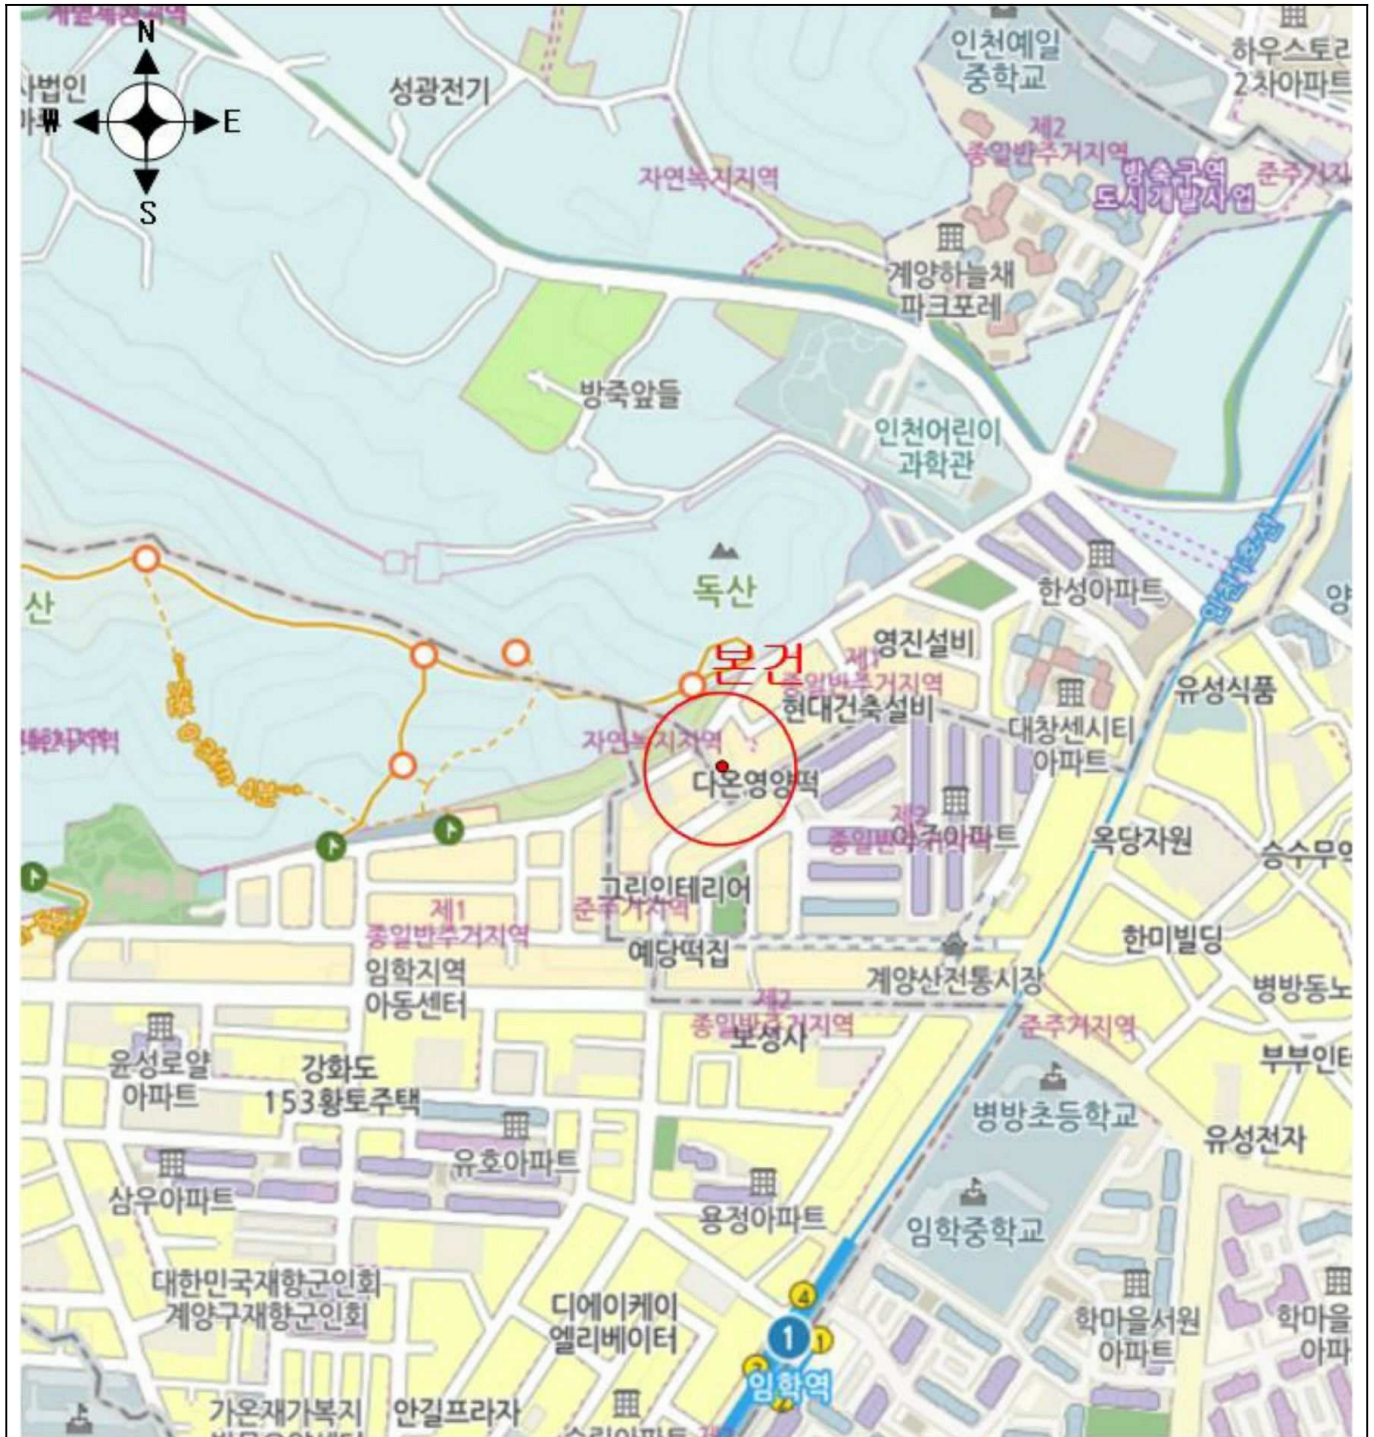 N
W
E
S
사법인
성광전기
인천예일
중학교
하우스토리
2차아파트
자연녹지지역
제2
종일반주거지역
방축구역
도시개발사업
준주거지
계양하늘채
파크포레
방죽앞들
인천어린이
과학관
독산
산
한성아파트
인천1호선
양
본건
영진설비
제1
종일반주거지역
현대건축설비
유성식품
대창센시티
아파트
자연녹지지역
다온영양떡
제2
종일반주거지역
아주아파트
옥당자원
승수무역
그린인테리어
준주거지역
제1
종일반주거지역
예당떡집
한미빌딩
임학지역
아동센터
계양산전통시장
병방동노
제2
종일반주거지역
보성사
준주거지역
윤성로얄
아파트
강화도
153황토주택
부부인테
병방초등학교
유호아파트
유성전자
삼우아파트
용정아파트
임학중학교
대한민국재향군인회
계양구재향군인회
디에이케이
엘리베이터
4
1
1
임학역
학마을서원
아파트
학마을
아파
가온재가복지
안길프라자